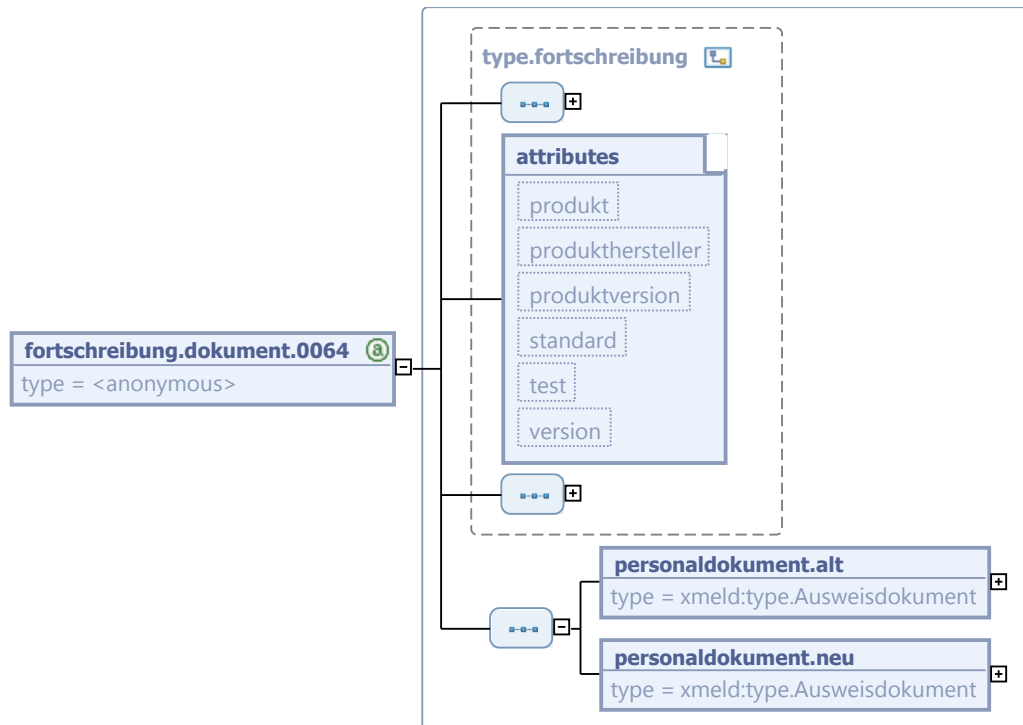 type.fortschreibung
attributes
produkt
produkthersteller
produktversion
standard
test
version
fortschreibung.dokument.0064 @
type = <anonymous>
personaldokument.alt
type = xmeld:type.Ausweisdokument
personaldokument.neu
type = xmeld:type.Ausweisdokument